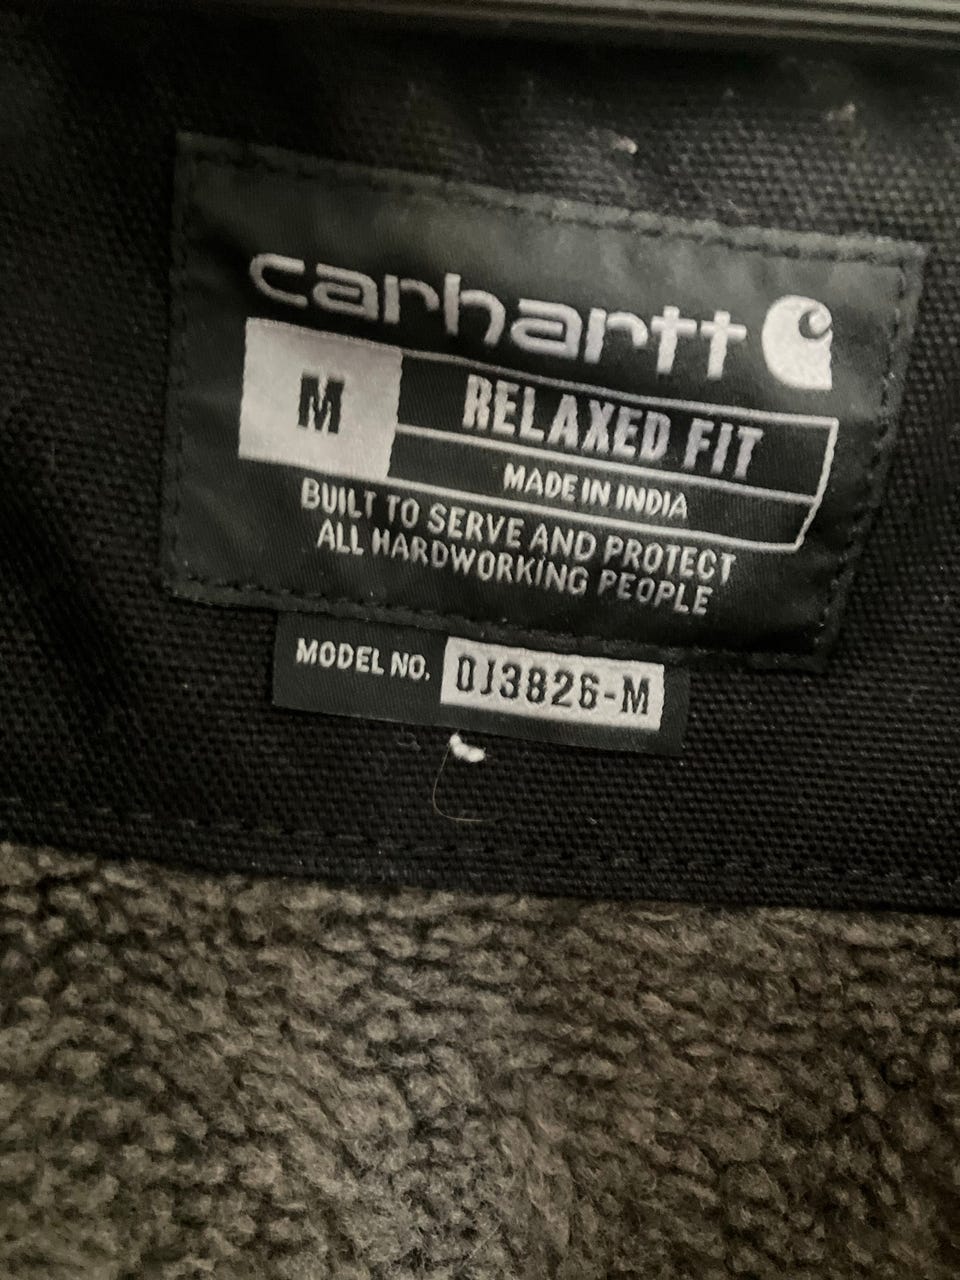 carhartt
M RELAXED FIT
MADE IN INDIA
BUILT TO SERVE AND PROTECT
ALL HARDWORKING PEOPLE
MODEL NO. OJ3826-M